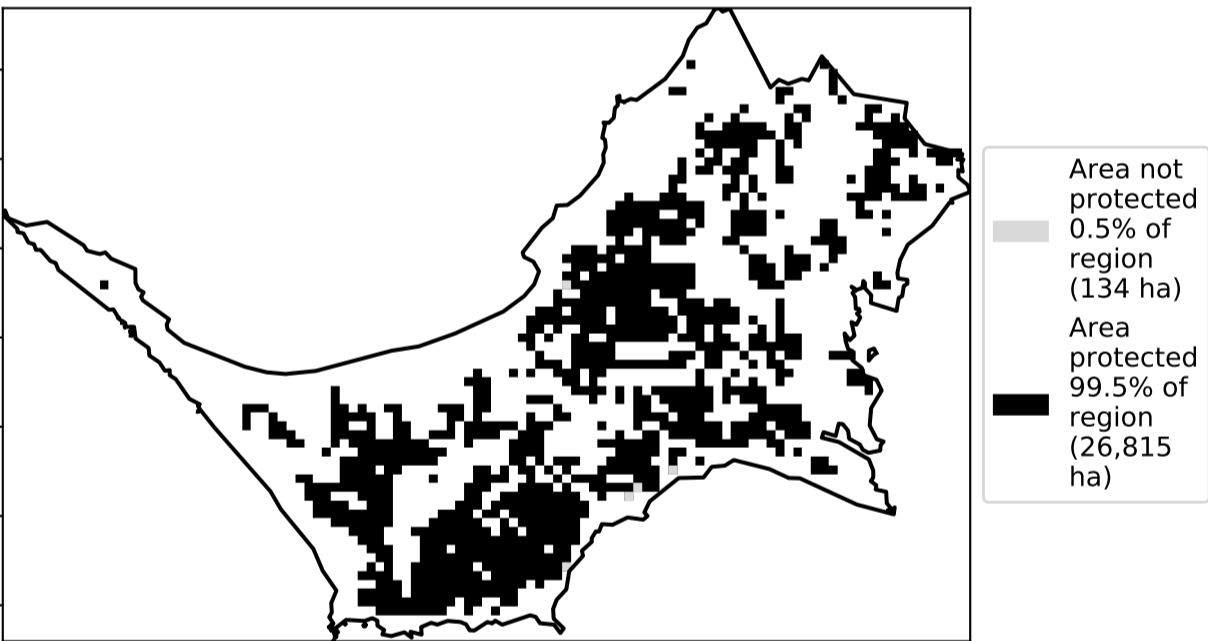 Area not
protected
0.5% of
region
(134 ha)
Area
protected
99.5% of
region
(26,815
ha)